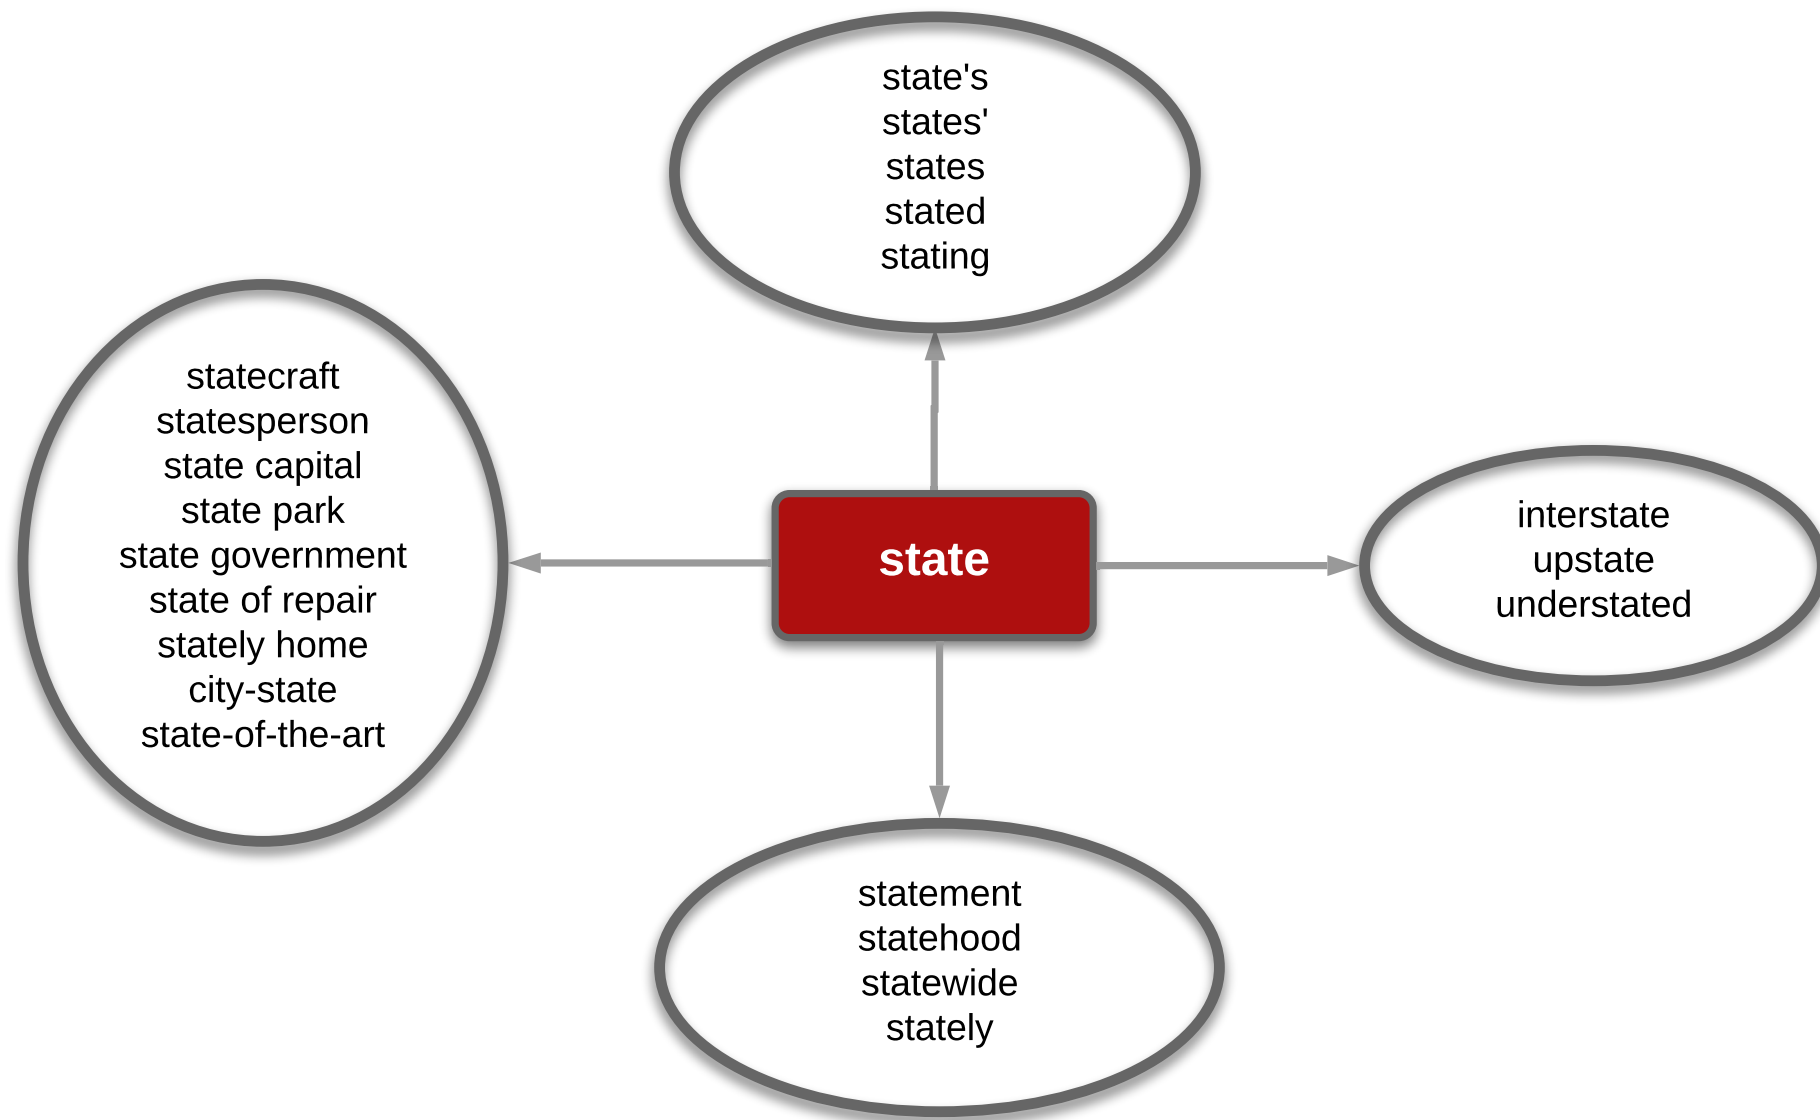 state's
states'
states
stated
stating
statecraft
statesperson
state capital
state park
state government
state of repair
stately home
city-state
state-of-the-art
state
interstate
upstate
understated
statement
statehood
statewide
stately